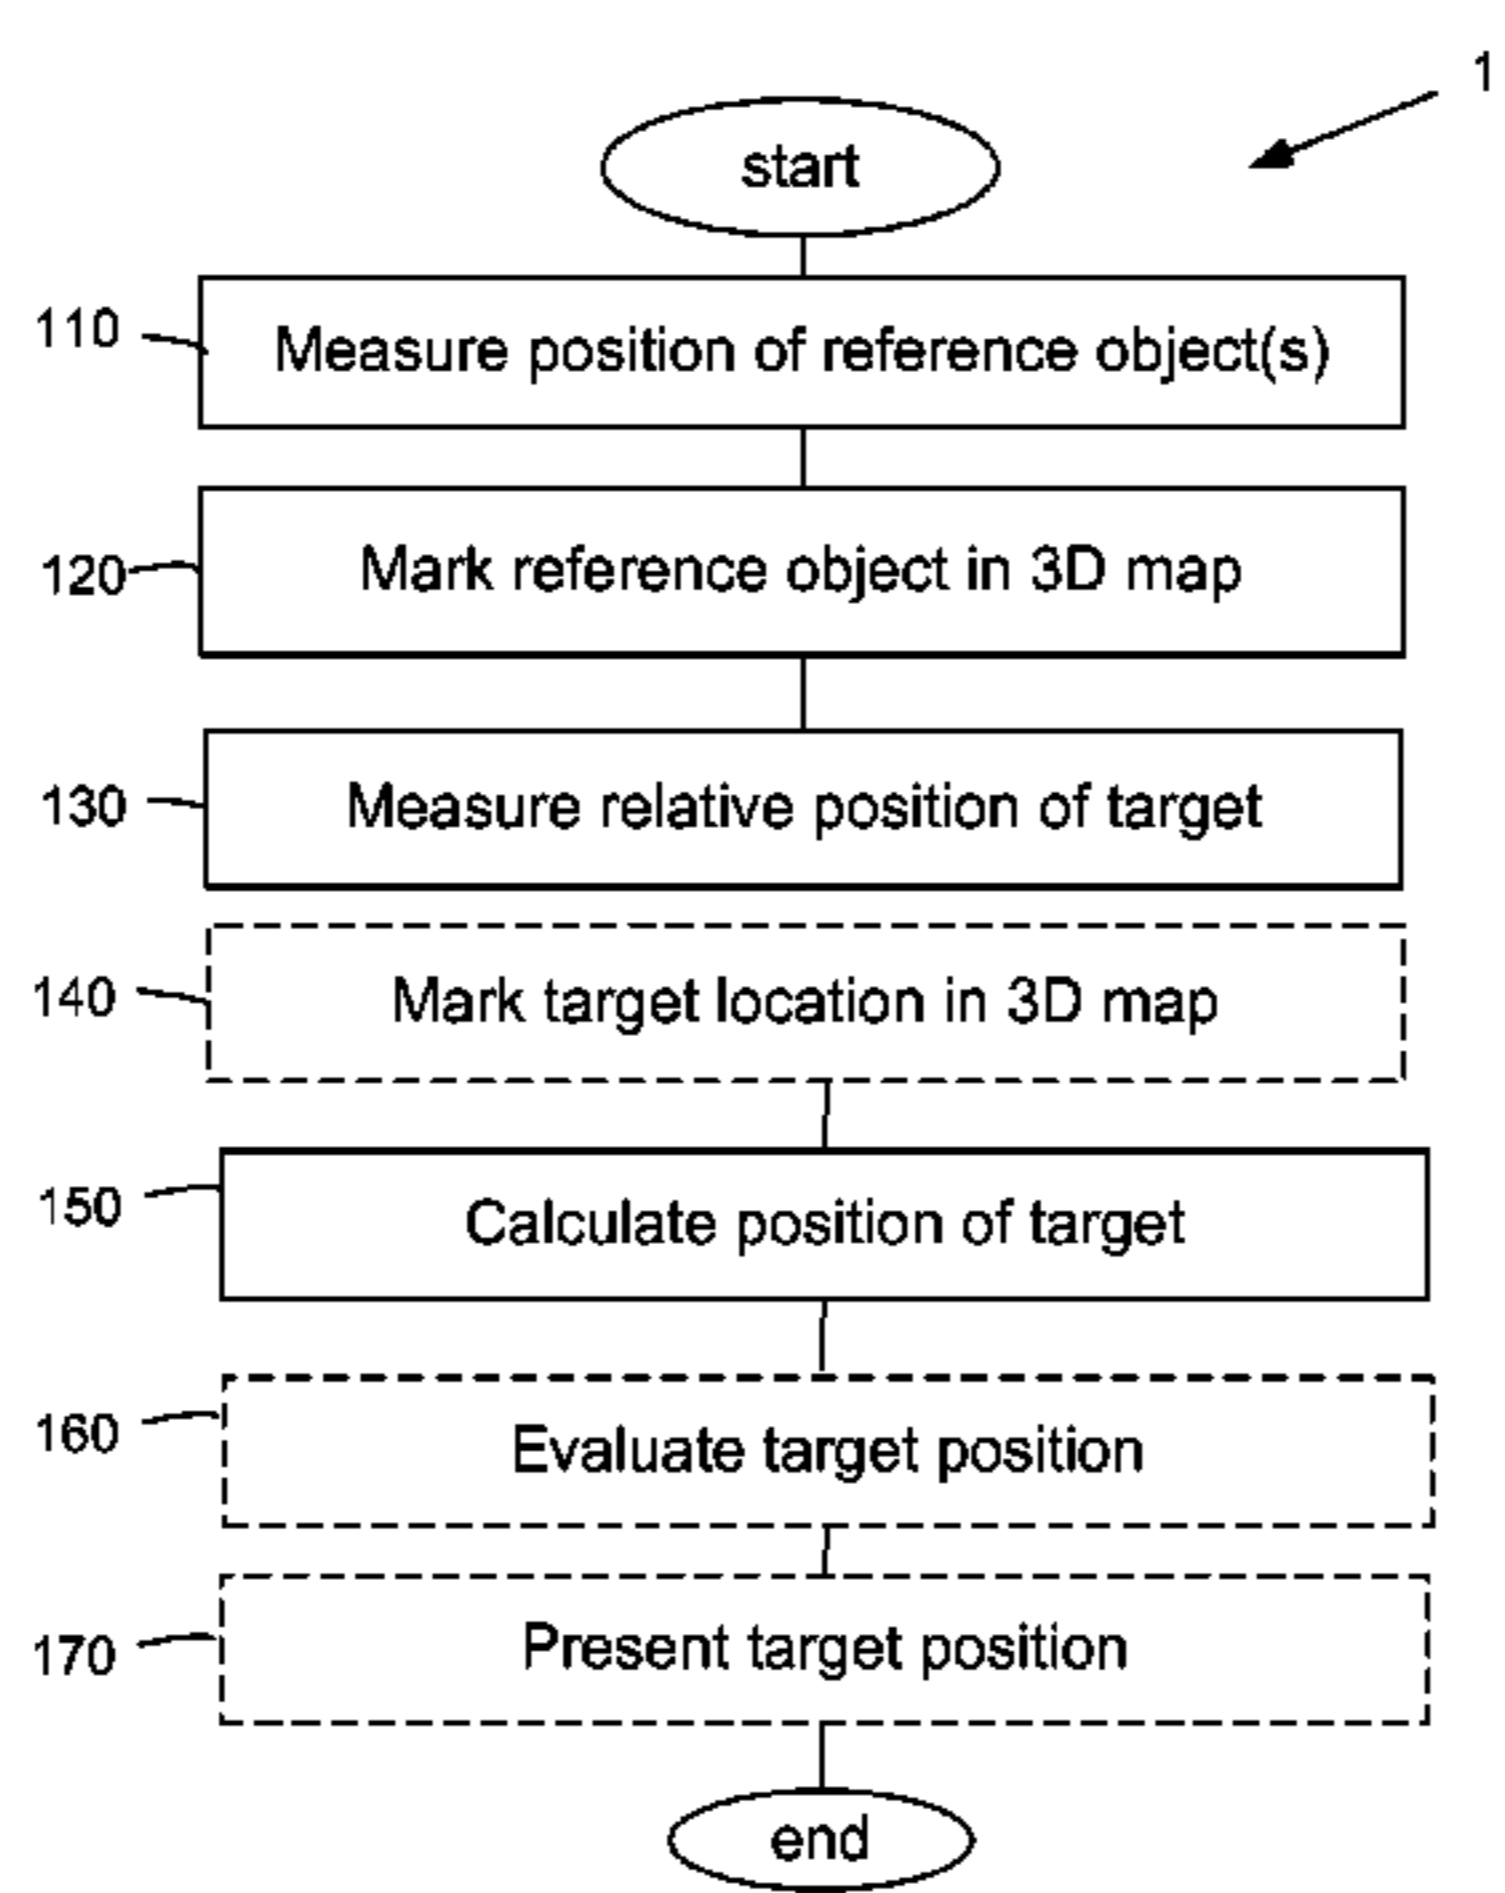 1
start
110 Measure position of reference object(s)
120 Mark reference object in 3D map
130 Measure relative position of target
140 Mark target location in 3D map
150 Calculate position of target
160 Evaluate target position
170 Present target position
end